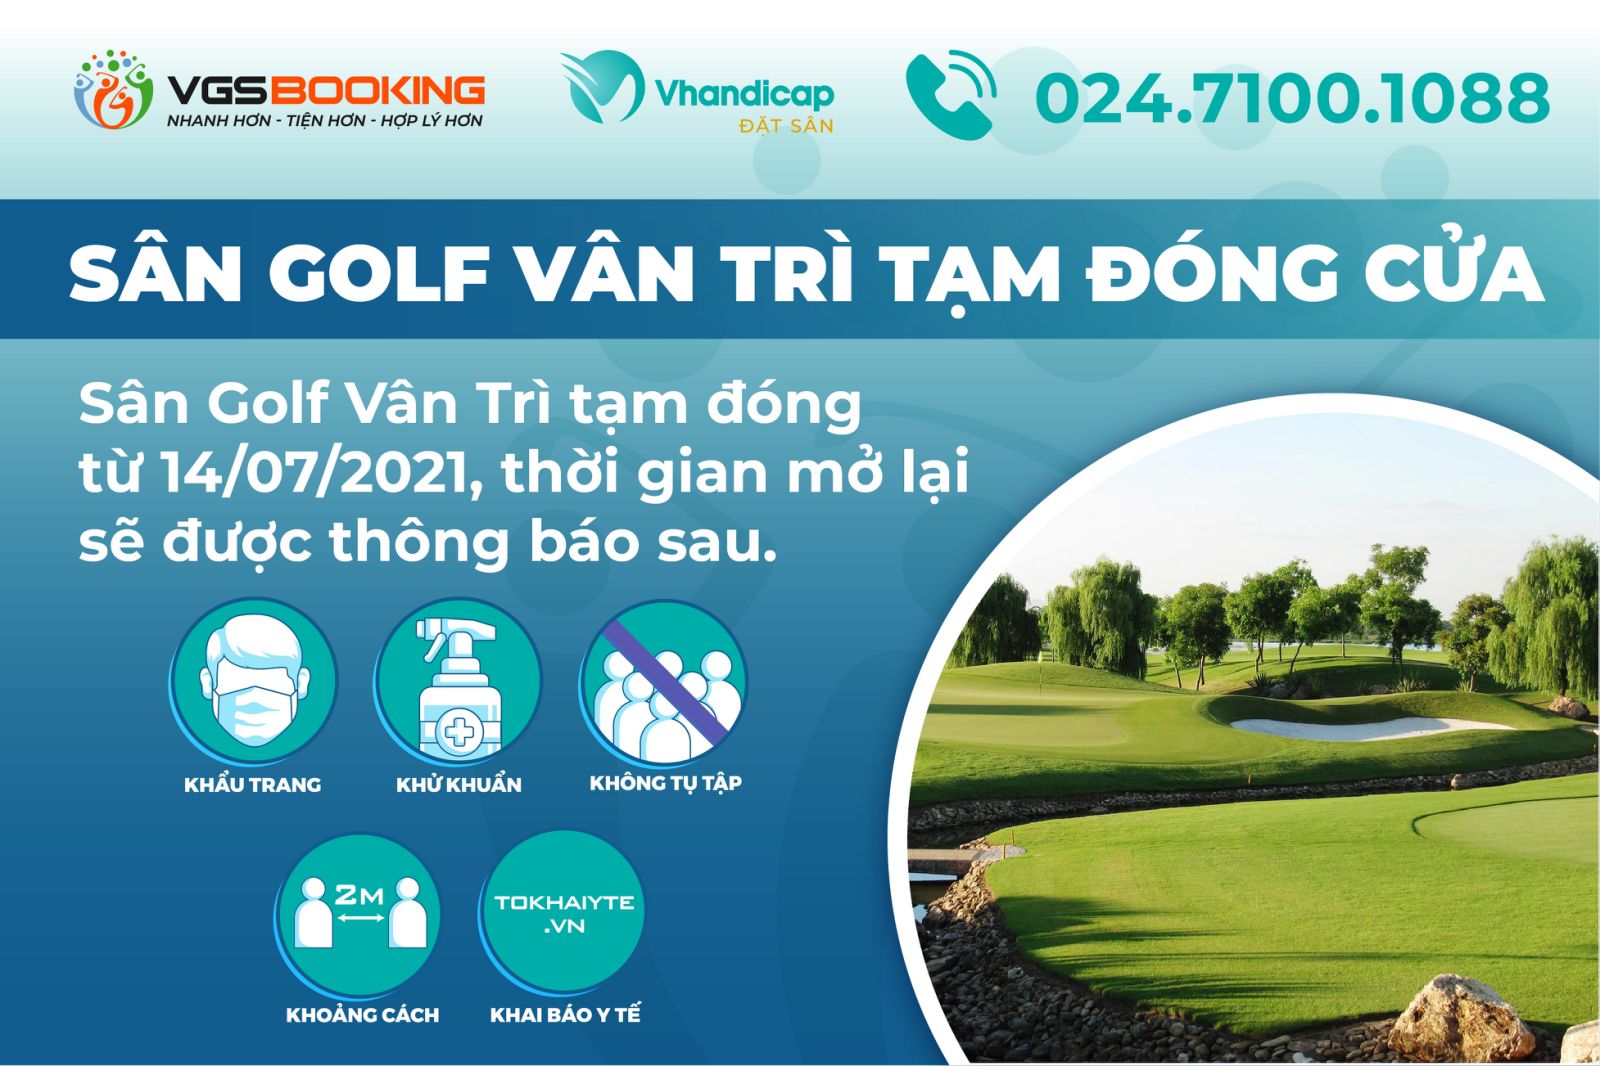 VGSBOOKING
NHANH HƠN - TIỆN HƠN - HỢP LÝ HƠN
Vhandicap
ĐẶT SÂN
024.7100.1088
SÂN GOLF VÂN TRÌ TẠM ĐÓNG CỬA
Sân Golf Vân Trì tạm đóng
từ 14/07/2021, thời gian mở lại
sẽ được thông báo sau.
KHẨU TRANG
KHỬ KHUẨN
KHÔNG TỤ TẬP
2M
TOKHAIYTE
.VN
KHOẢNG CÁCH
KHAI BÁO Y TẾ